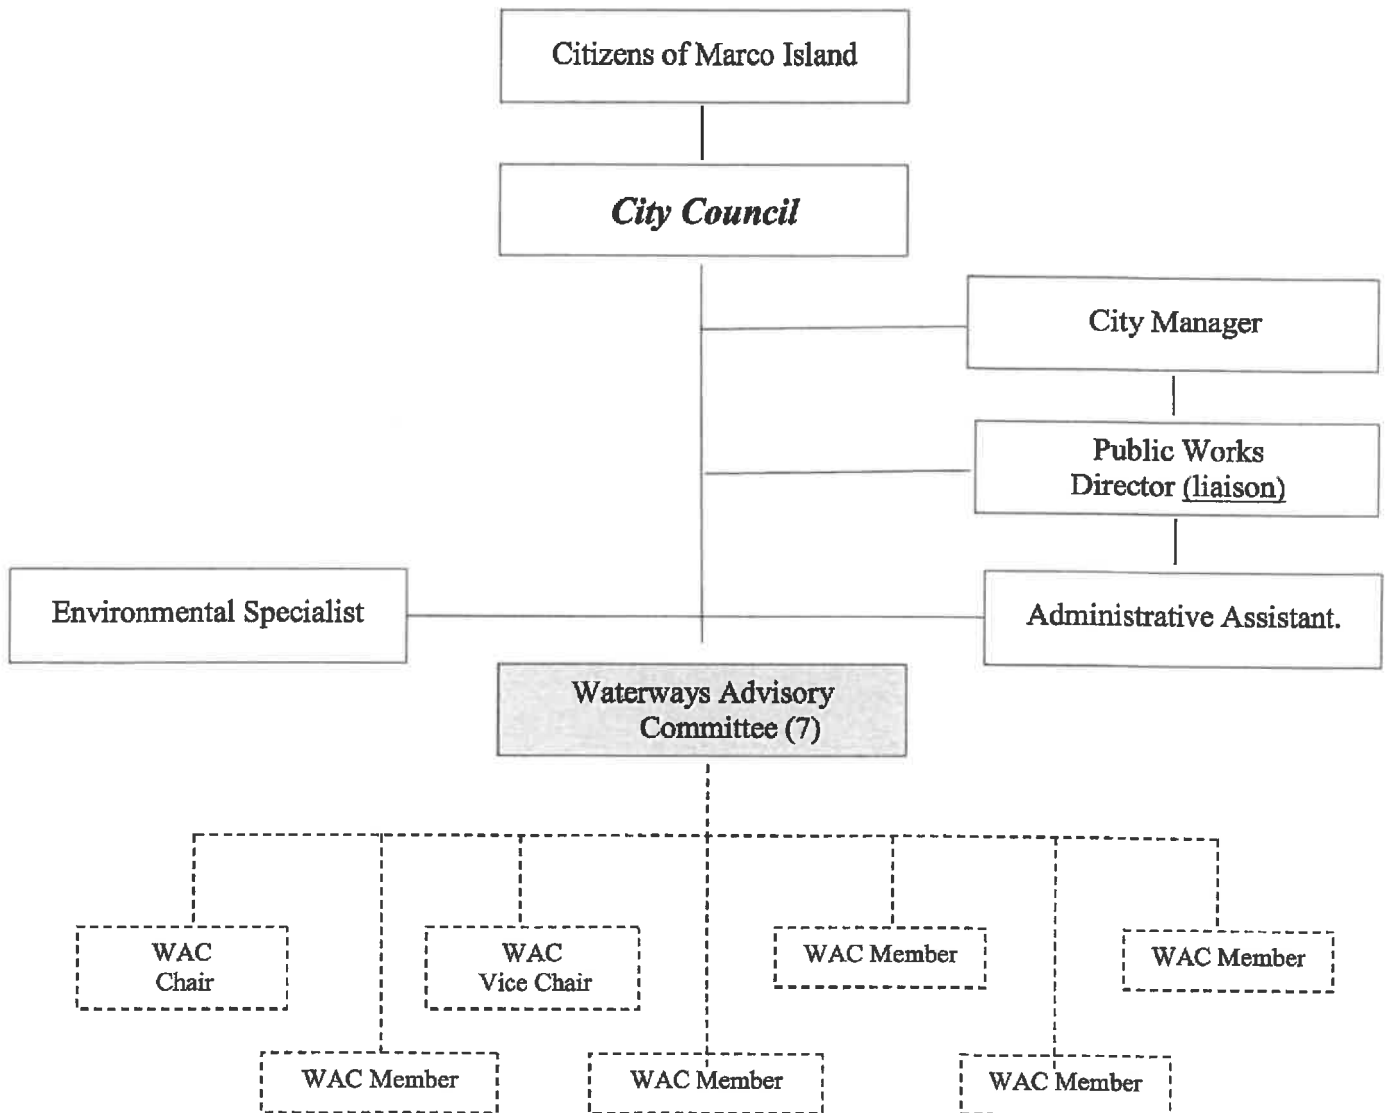 Citizens of Marco Island
City Council
City Manager
Public Works
Director (liaison)
Environmental Specialist
Administrative Assistant.
Waterways Advisory
Committee (7)
WAC
Chair
WAC
Vice Chair
WAC Member
WAC Member
WAC Member
WAC Member
WAC Member